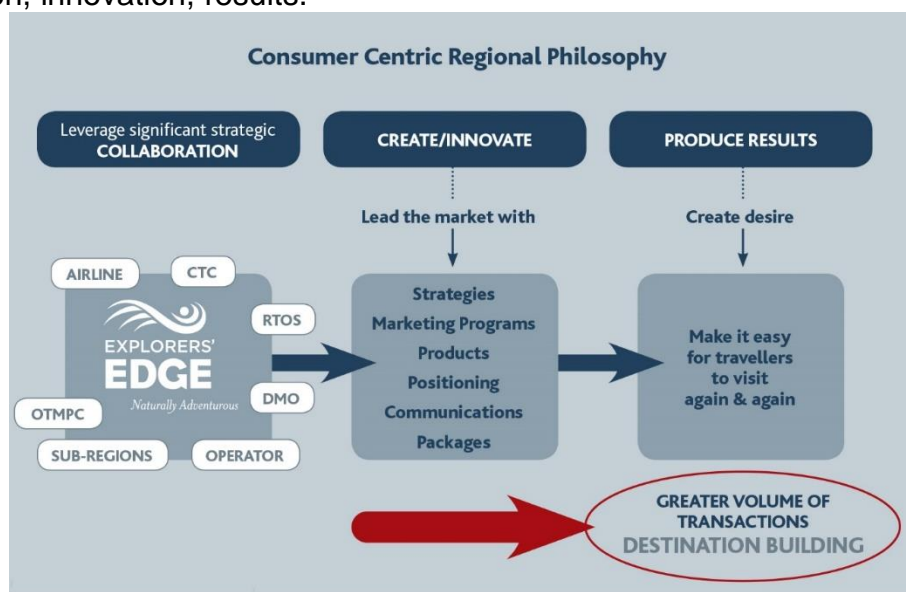 on, innovation, results.
Consumer Centric Regional Philosophy
Leverage significant strategic
COLLABORATION
CREATE/INNOVATE
PRODUCE RESULTS
Lead the market with
Create desire
AIRLINE
CTC
RTOS
EXPLORERS'
EDGE
Naturally Adventurous
DMO
OTMPC
SUB-REGIONS
OPERATOR
Strategies
Marketing Programs
Products
Positioning
Communications
Packages
Make it easy
for travellers
to visit
again & again
GREATER VOLUME OF
TRANSACTIONS
DESTINATION BUILDING